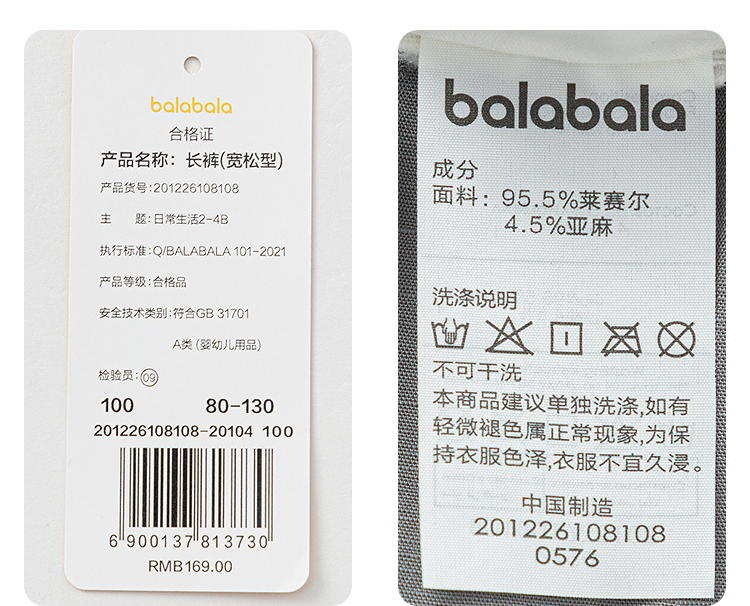 balabala
合格证
产品名称：长裤(宽松型)
产品货号:201226108108
主 题:日常生活2-4B
执行标准:Q/BALABALA 101-2021
产品等级:合格品
安全技术类别:符合GB 31701
A类 (婴幼儿用品)
检验员:09
100 80-130
201226108108-20104 100
6 900137 813730
RMB169.00
balabala
成分
面料：95.5%莱赛尔
4.5%亚麻
洗涤说明
不可干洗
本商品建议单独洗涤,如有
轻微褪色属正常现象,为保
持衣服色泽,衣服不宜久浸。
中国制造
201226108108
0576